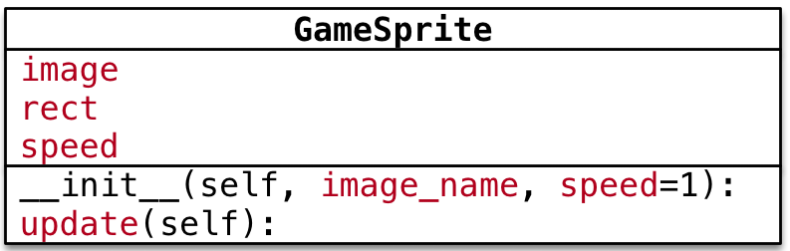 GameSprite
image
rect
speed
__init__(self, image_name, speed=1):
update(self):